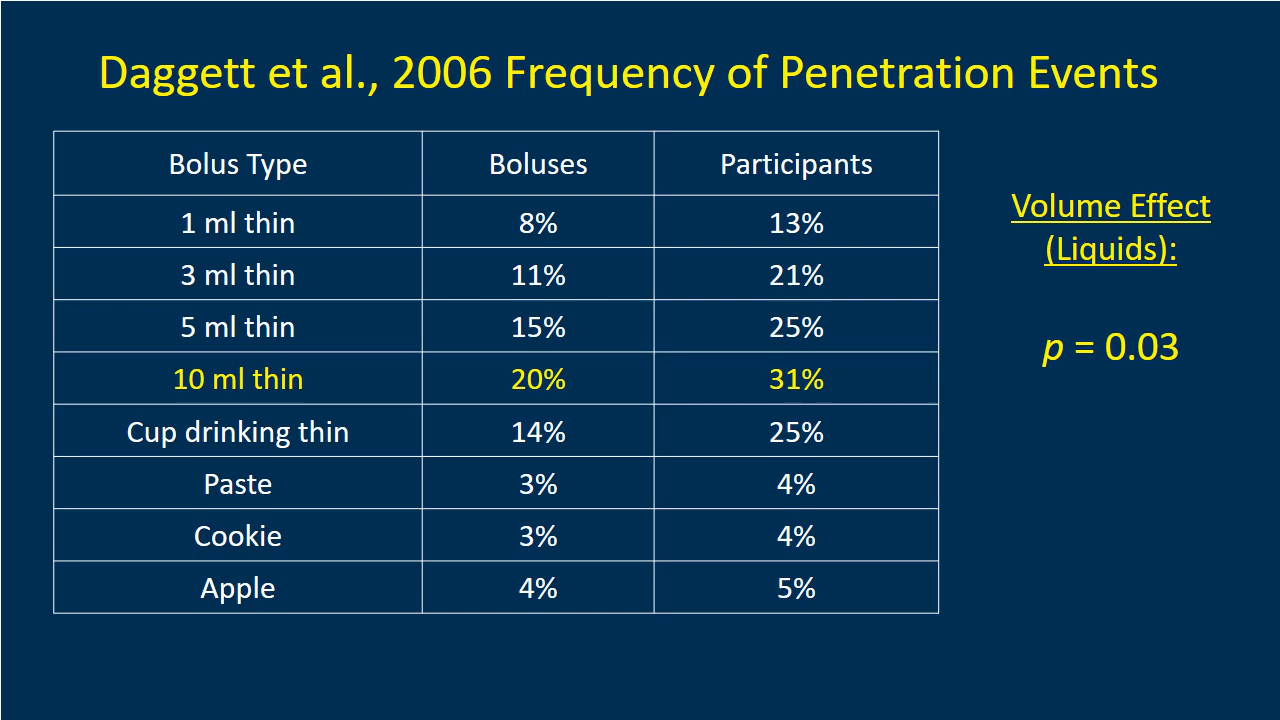 Daggett et al., 2006 Frequency of Penetration Events
Bolus Type Boluses Participants
1 ml thin 8% 13%
3 ml thin 11% 21%
5 ml thin 15% 25%
10 ml thin 20% 31%
Cup drinking thin 14% 25%
Paste 3% 4%
Cookie 3% 4%
Apple 4% 5%
Volume Effect
(Liquids):
p = 0.03